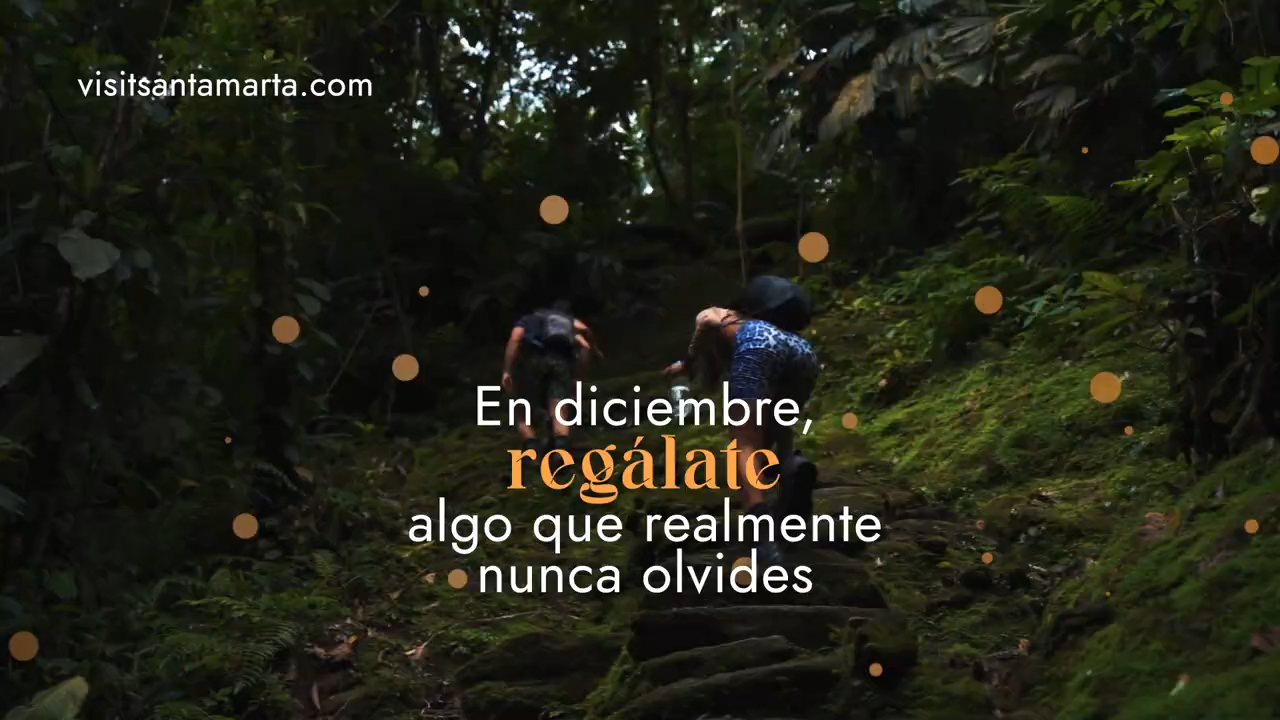 visitsantamarta.com
En diciembre,
regálate
algo que realmente
nunca olvides